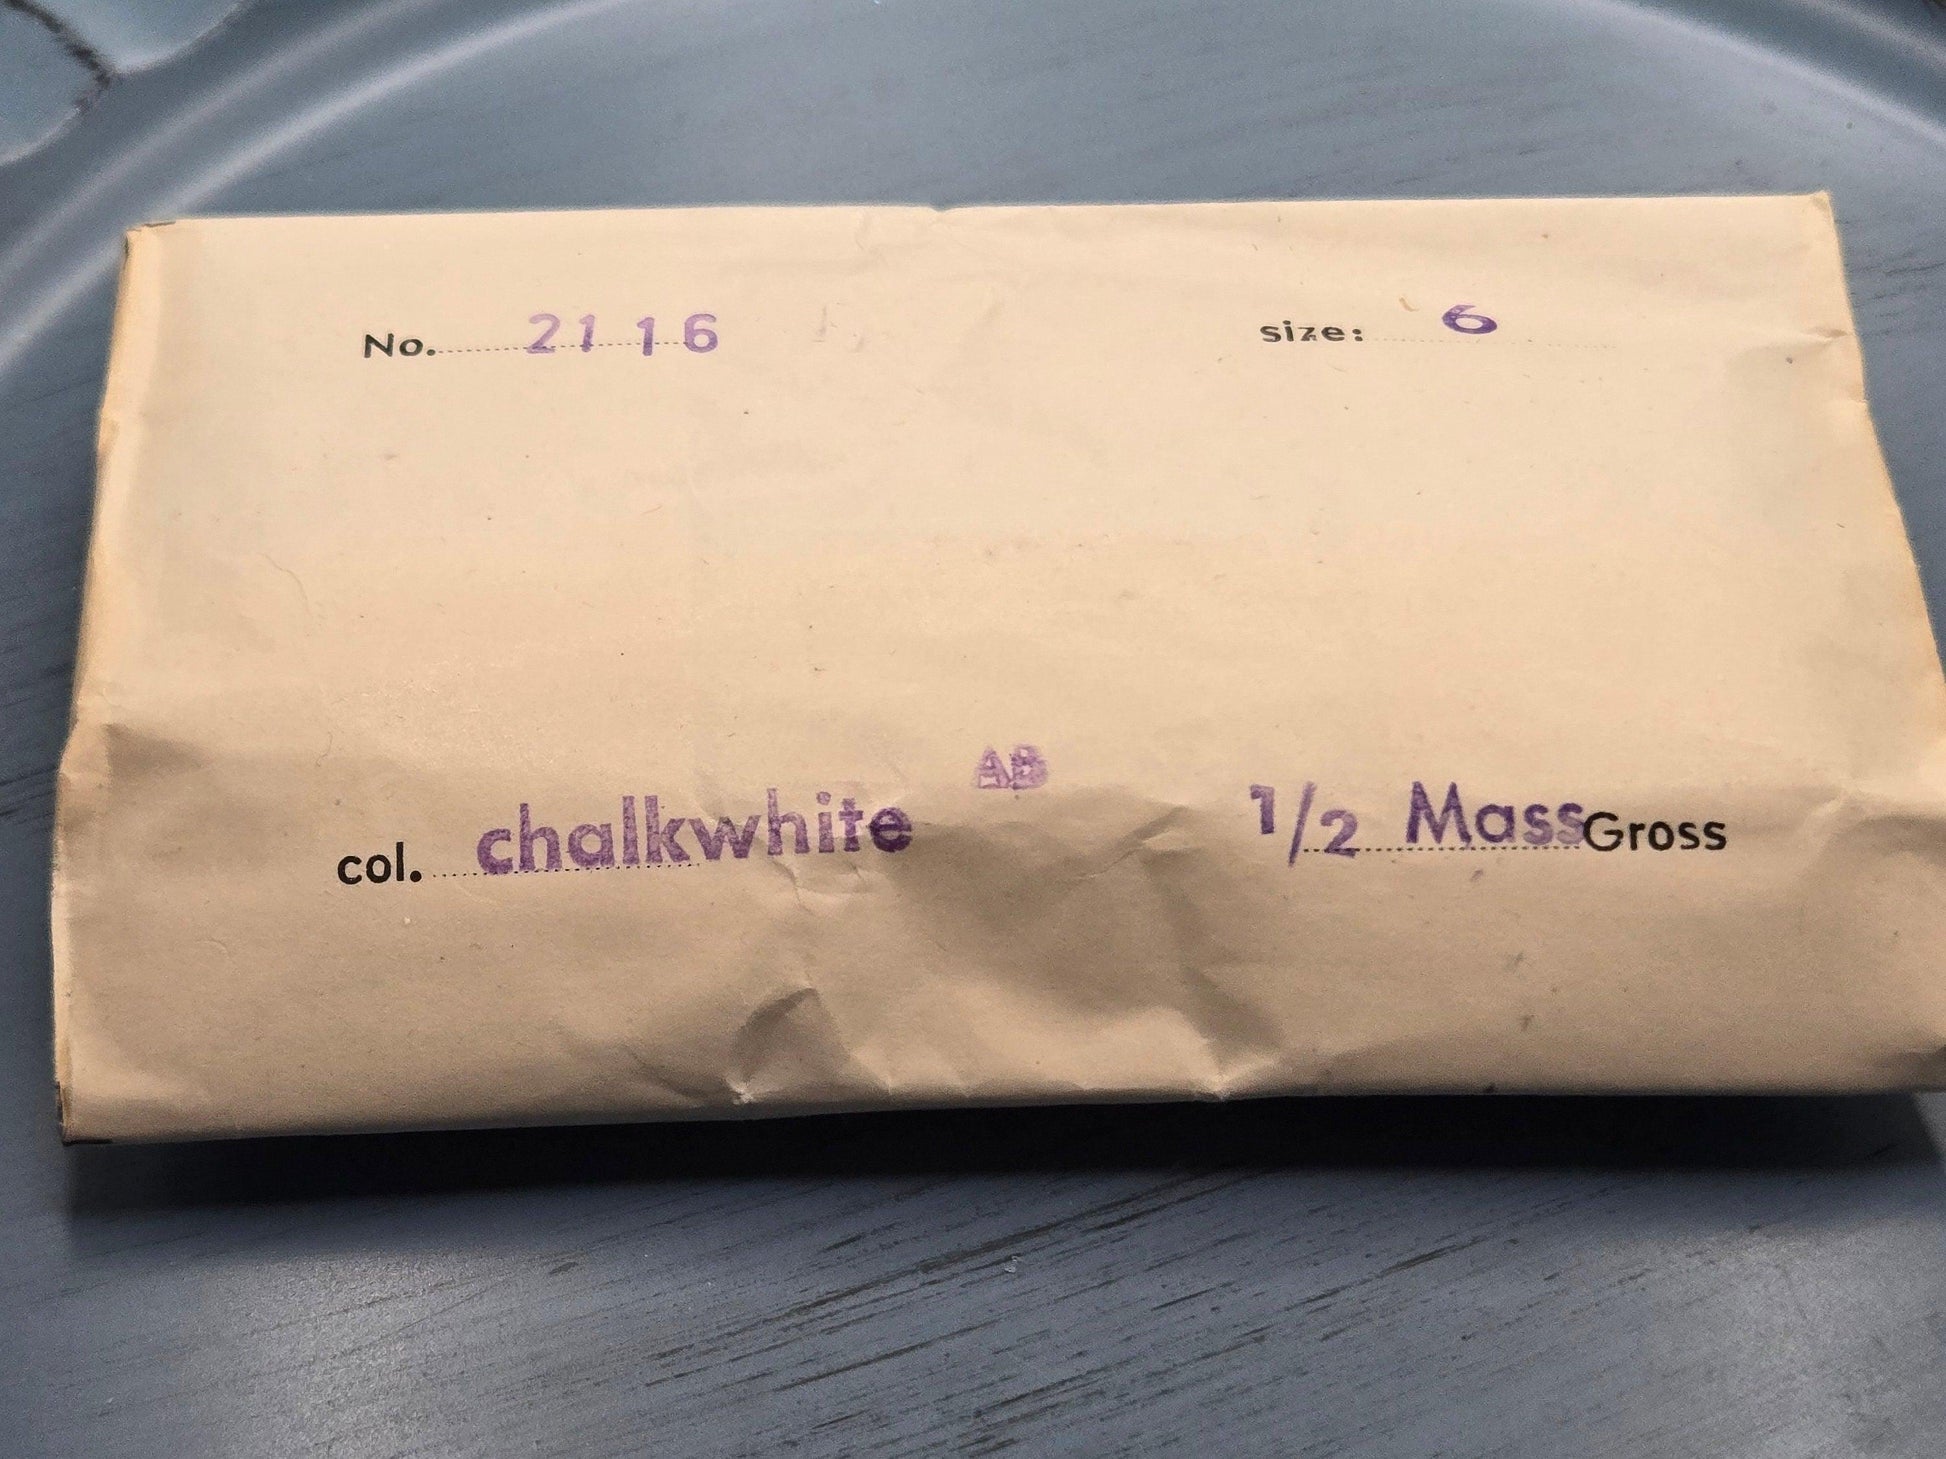 No. 2116 size: 6
AB
col. chalkwhite 1/2 Mass Gross